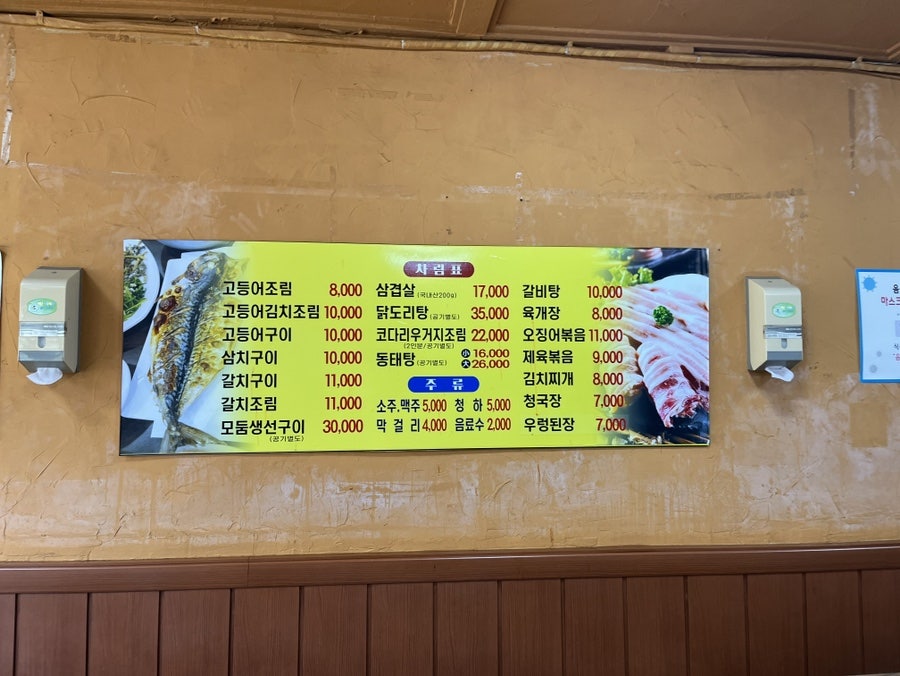 차림표
고등어조림 8,000
고등어김치조림 10,000
고등어구이 10,000
삼치구이 10,000
갈치구이 11,000
갈치조림 11,000
모둠생선구이 30,000
(공기별도)
삼겹살 (국내산200g) 17,000
닭도리탕 (공기별도) 35,000
코다리우거지조림 22,000
(2인분/공기별도)
동태탕 (공기별도) 小 16,000
大 26,000
주류
소주.맥주 5,000 청하 5,000
막걸리 4,000 음료수 2,000
갈비탕 10,000
육개장 8,000
오징어볶음 11,000
제육볶음 9,000
김치찌개 8,000
청국장 7,000
우렁된장 7,000
마스크